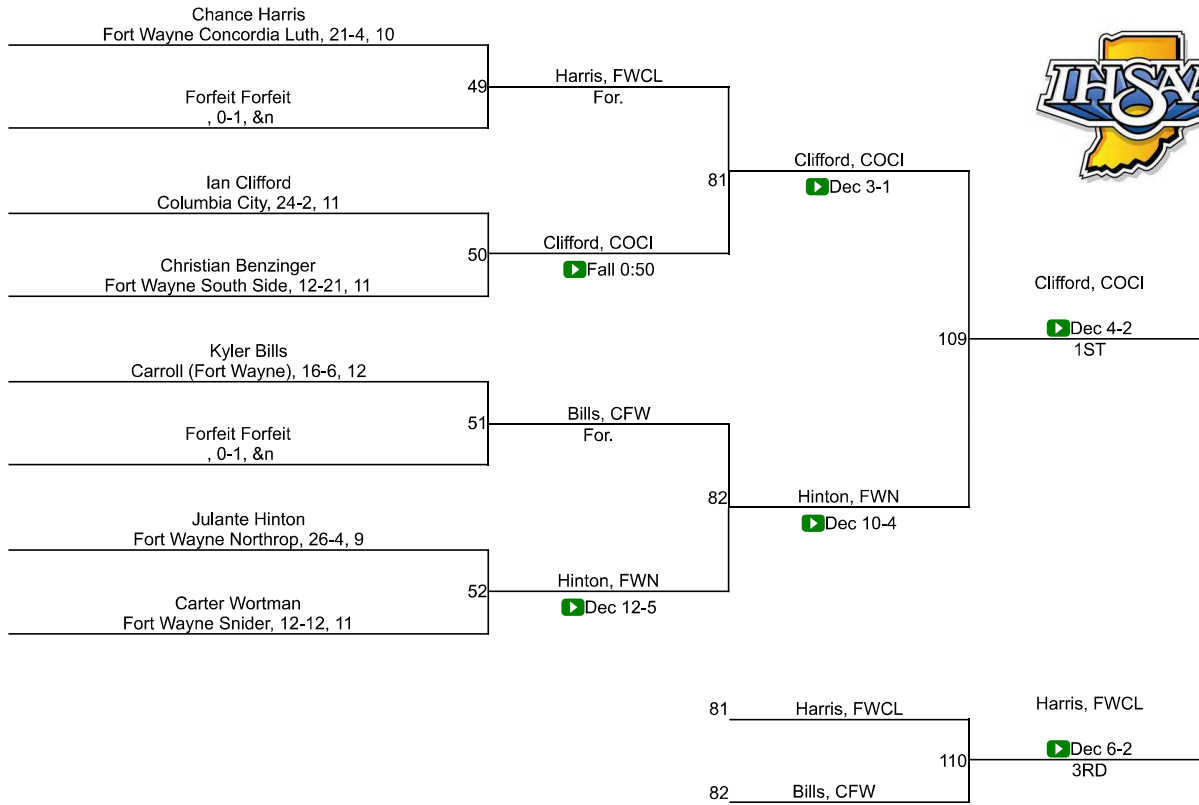 Chance Harris
Fort Wayne Concordia Luth, 21-4, 10
49
Forfeit Forfeit
, 0-1, &n
Harris, FWCL
For.
Ian Clifford
Columbia City, 24-2, 11
50
Christian Benzinger
Fort Wayne South Side, 12-21, 11
Clifford, COCI
Fall 0:50
81
Clifford, COCI
Dec 3-1
Kyler Bills
Carroll (Fort Wayne), 16-6, 12
51
Forfeit Forfeit
, 0-1, &n
Bills, CFW
For.
Julante Hinton
Fort Wayne Northrop, 26-4, 9
52
Carter Wortman
Fort Wayne Snider, 12-12, 11
Hinton, FWN
Dec 12-5
82
Hinton, FWN
Dec 10-4
109
Clifford, COCI
Dec 4-2
1ST
81 Harris, FWCL
110
82 Bills, CFW
Harris, FWCL
Dec 6-2
3RD
IHSAA